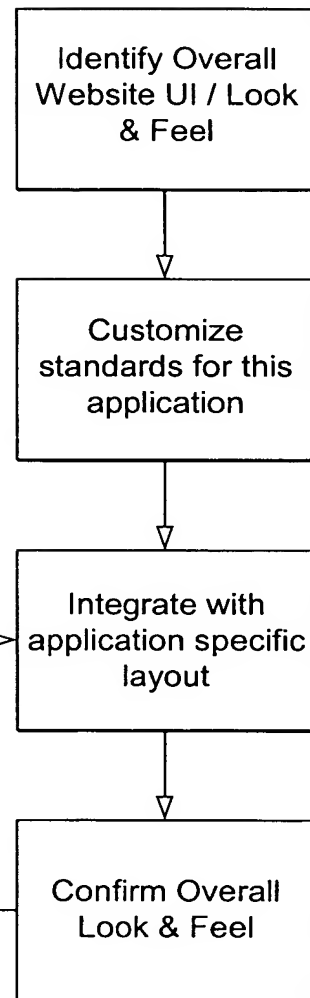 Identify Overall
Website UI / Look
& Feel
Customize
standards for this
application
Integrate with
application specific
layout
Confirm Overall
Look & Feel